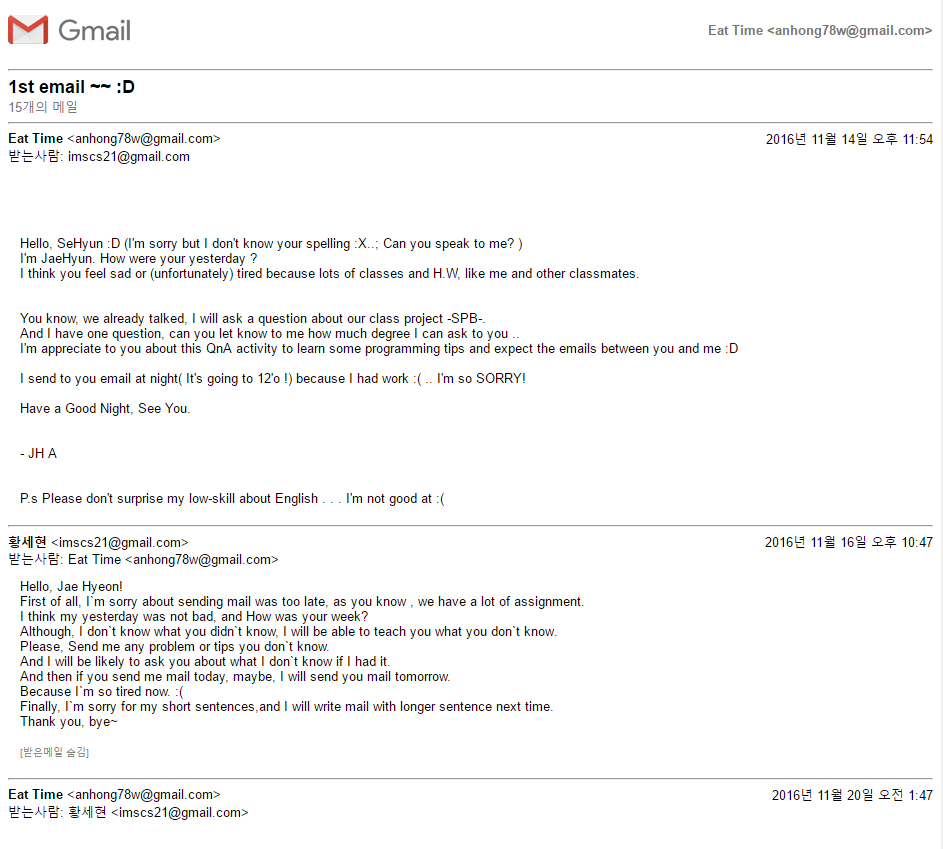 Gmail
Eat Time <anhong78w@gmail.com>
1st email ~~ :D
15개의 메일
Eat Time <anhong78w@gmail.com>
2016년 11월 14일 오후 11:54
받는사람: imscs21@gmail.com
Hello, SeHyun :D (I'm sorry but I don't know your spelling :X..; Can you speak to me? )
I'm JaeHyun. How were your yesterday ?
I think you feel sad or (unfortunately) tired because lots of classes and H.W, like me and other classmates.
You know, we already talked, I will ask a question about our class project -SPB-.
And I have one question, can you let know to me how much degree I can ask to you ..
I'm appreciate to you about this QnA activity to learn some programming tips and expect the emails between you and me :D
I send to you email at night( It's going to 12'o !) because I had work :( .. I'm so SORRY!
Have a Good Night, See You.
- JH A
P.s Please don't surprise my low-skill about English . . . I'm not good at :(
황세현 <imscs21@gmail.com>
2016년 11월 16일 오후 10:47
받는사람: Eat Time <anhong78w@gmail.com>
Hello, Jae Hyeon!
First of all, I`m sorry about sending mail was too late, as you know , we have a lot of assignment.
I think my yesterday was not bad, and How was your week?
Although, I don`t know what you didn`t know, I will be able to teach you what you don`t know.
Please, Send me any problem or tips you don`t know.
And I will be likely to ask you about what I don`t know if I had it.
And then if you send me mail today, maybe, I will send you mail tomorrow.
Because I`m so tired now. :(
Finally, I`m sorry for my short sentences,and I will write mail with longer sentence next time.
Thank you, bye~
[받은메일 숨김]
Eat Time <anhong78w@gmail.com>
2016년 11월 20일 오전 1:47
받는사람: 황세현 <imscs21@gmail.com>